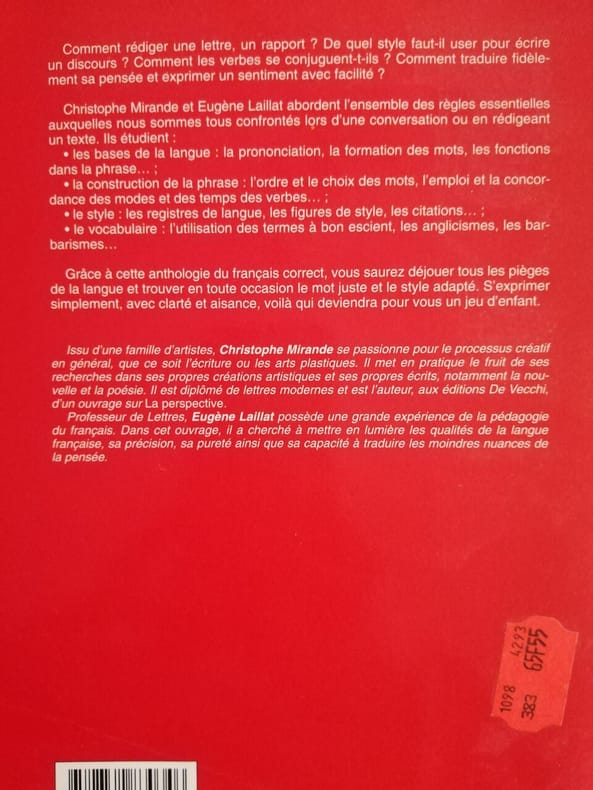 Comment rédiger une lettre, un rapport ? De quel style faut-il user pour écrire
un discours ? Comment les verbes se conjuguent-t-ils ? Comment traduire fidèle-
ment sa pensée et exprimer un sentiment avec facilité ?
Christophe Mirande et Eugène Laillat abordent l'ensemble des règles essentielles
auxquelles nous sommes tous confrontés lors d'une conversation ou en rédigeant
un texte. Ils étudient :
• les bases de la langue : la prononciation, la formation des mots, les fonctions
dans la phrase... ;
• la construction de la phrase : l'ordre et le choix des mots, l'emploi et la concor-
dance des modes et des temps des verbes... ;
• le style : les registres de langue, les figures de style, les citations... ;
• le vocabulaire : l'utilisation des termes à bon escient, les anglicismes, les bar-
barismes...
Grâce à cette anthologie du français correct, vous saurez déjouer tous les pièges
de la langue et trouver en toute occasion le mot juste et le style adapté. S'exprimer
simplement, avec clarté et aisance, voilà qui deviendra pour vous un jeu d'enfant.
Issu d'une famille d'artistes, Christophe Mirande se passionne pour le processus créatif
en général, que ce soit l'écriture ou les arts plastiques. Il met en pratique le fruit de ses
recherches dans ses propres créations artistiques et ses propres écrits, notamment la nou-
velle et la poésie. Il est diplômé de lettres modernes et est l'auteur, aux éditions De Vecchi,
d'un ouvrage sur La perspective.
Professeur de Lettres, Eugène Laillat possède une grande expérience de la pédagogie
du français. Dans cet ouvrage, il a cherché à mettre en lumière les qualités de la langue
française, sa précision, sa pureté ainsi que sa capacité à traduire les moindres nuances de
la pensée.
1098 4293
383 65F55